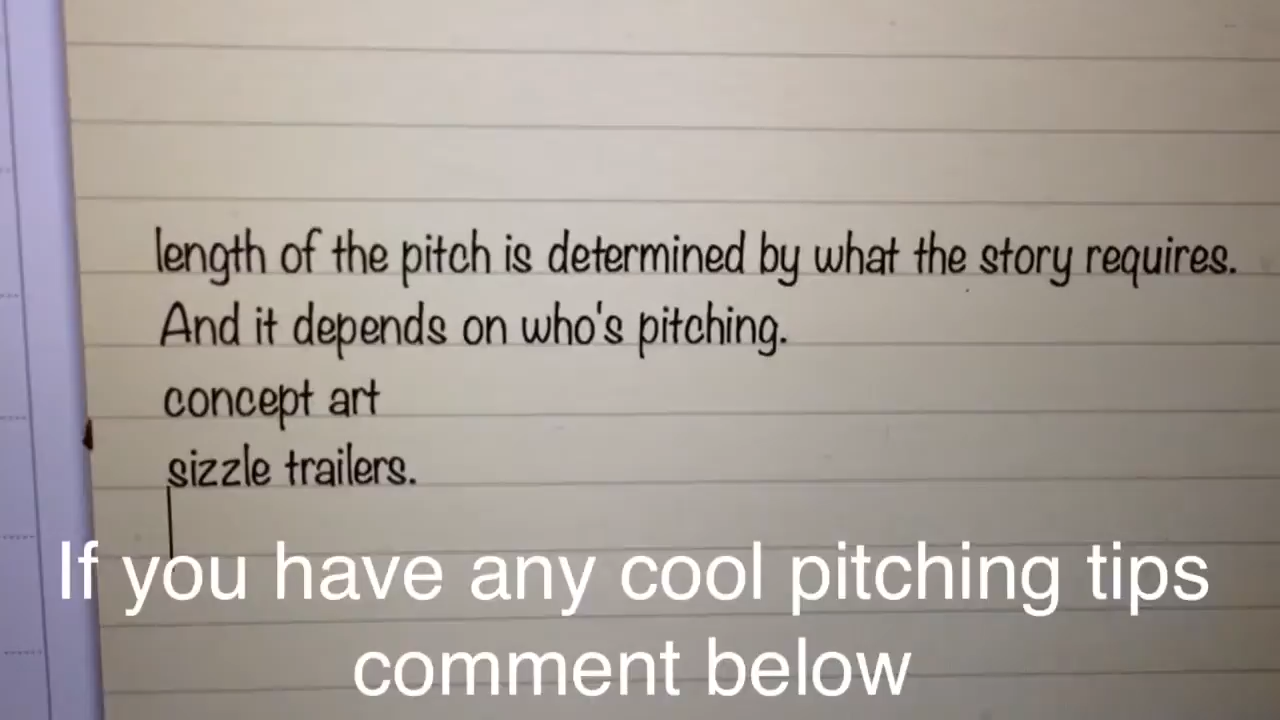 length of the pitch is determined by what the story requires.
And it depends on who's pitching.
concept art
sizzle trailers.
If you have any cool pitching tips
comment below